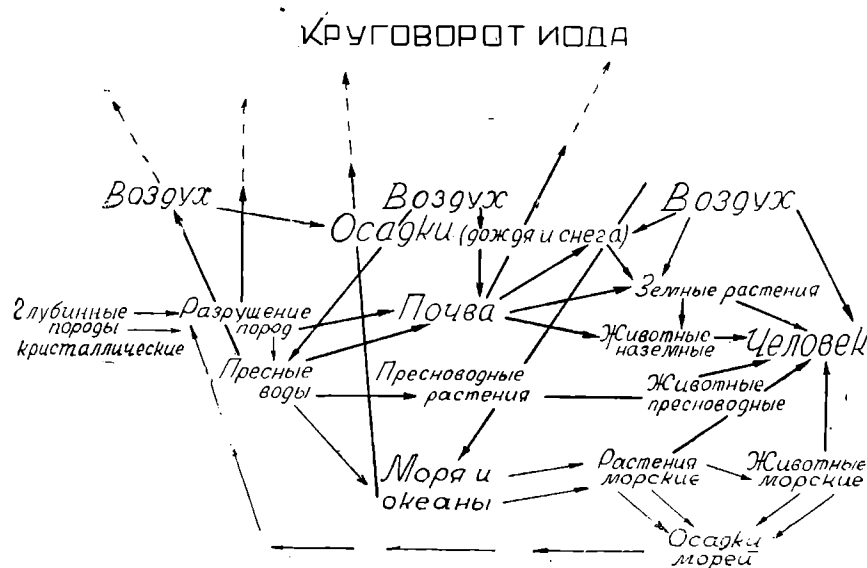 КРУГОВОРОТ ИОДА
Воздух
Воздух
Воздух
Осадки (дождя и снега)
Глубинные
породы
кристаллические
Разрушение
пород
Почва
Земные растения
Животные
наземные
Человек
Пресные
воды
Пресноводные
растения
Животные
пресноводные
Моря и
океаны
Растения
морские
Животные
морские
Осадки
морей